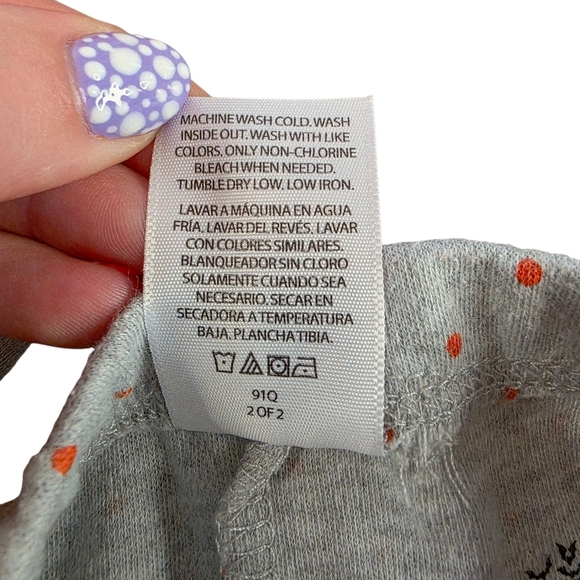 MACHINE WASH COLD. WASH
INSIDE OUT. WASH WITH LIKE
COLORS. ONLY NON-CHLORINE
BLEACH WHEN NEEDED.
TUMBLE DRY LOW. LOW IRON.
LAVAR A MÁQUINA EN AGUA
FRÍA. LAVAR DEL REVÉS. LAVAR
CON COLORES SIMILARES.
BLANQUEADOR SIN CLORO
SOLAMENTE CUANDO SEA
NECESARIO. SECAR EN
SECADORA A TEMPERATURA
BAJA. PLANCHA TIBIA.
91Q
2 OF 2